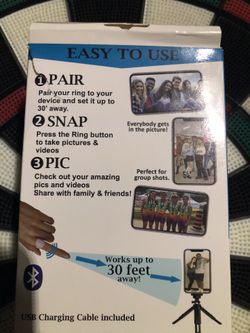 EASY TO USE
1 PAIR
Pair your ring to your
device and set it up to
30' away.
2 SNAP
Press the Ring button
to take pictures &
videos
Everybody gets
in the picture!
3 PIC
Check out your amazing
pics and videos
Share with family & friends!
Perfect for
group shots.
Works up to
30 feet
away!
USB Charging Cable included